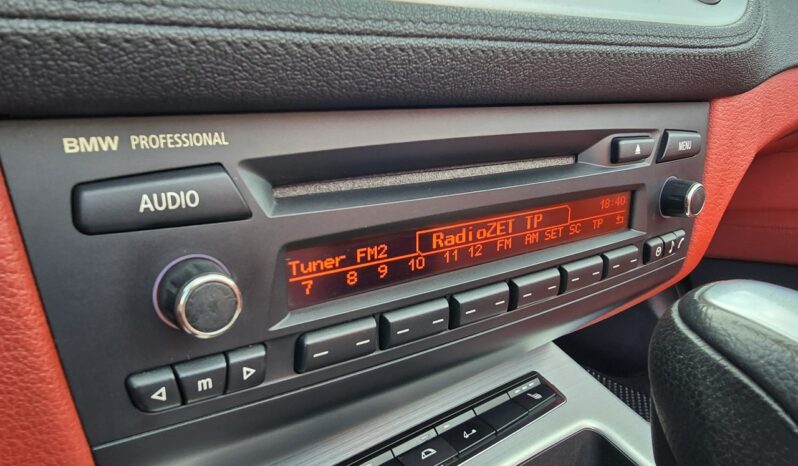 BMW PROFESSIONAL
MENU
AUDIO
18:40
RadioZET TP
Tuner FM2
7 8 9 10 11 12 FM AM SET SC TP
m